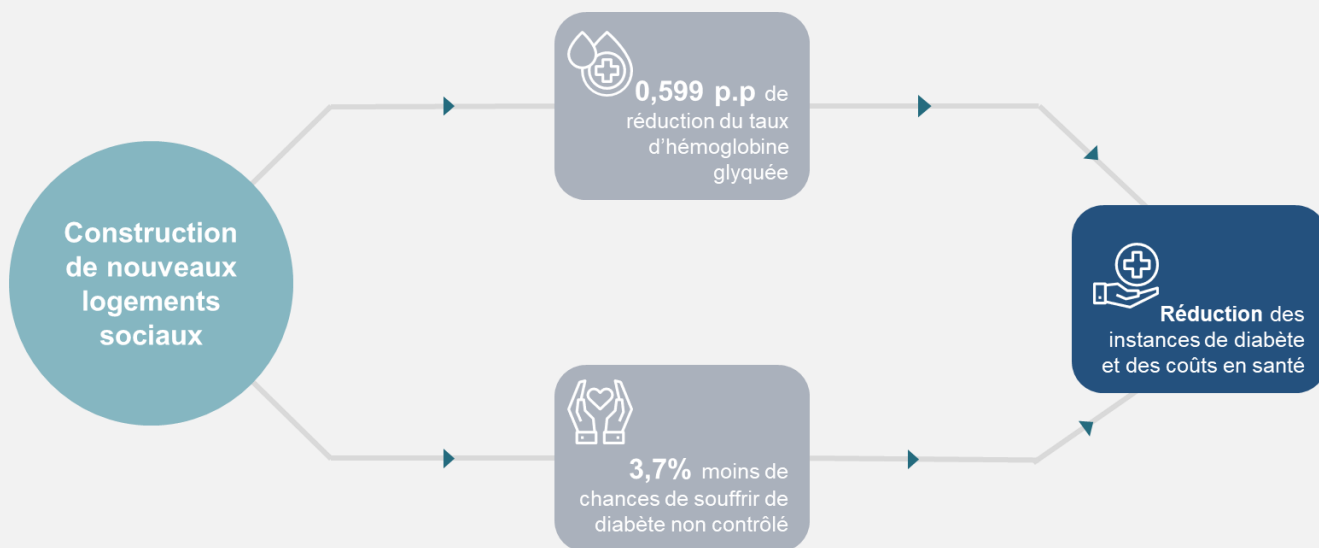 Construction
de nouveaux
logements
sociaux
0,599 p.p de
réduction du taux
d’hémoglobine
glyquée
3,7% moins de
chances de souffrir de
diabète non contrôlé
Réduction des
instances de diabète
et des coûts en santé